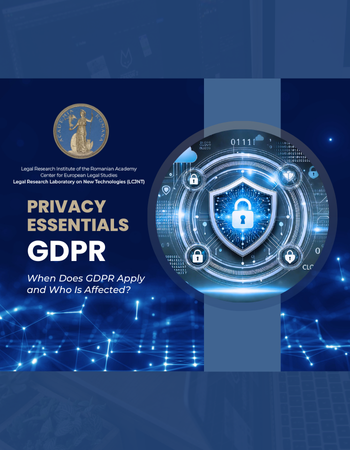 Legal Research Institute of the Romanian Academy
Center for European Legal Studies
Legal Research Laboratory on New Technologies (LC2NT)
PRIVACY
ESSENTIALS
GDPR
When Does GDPR Apply
and Who Is Affected?